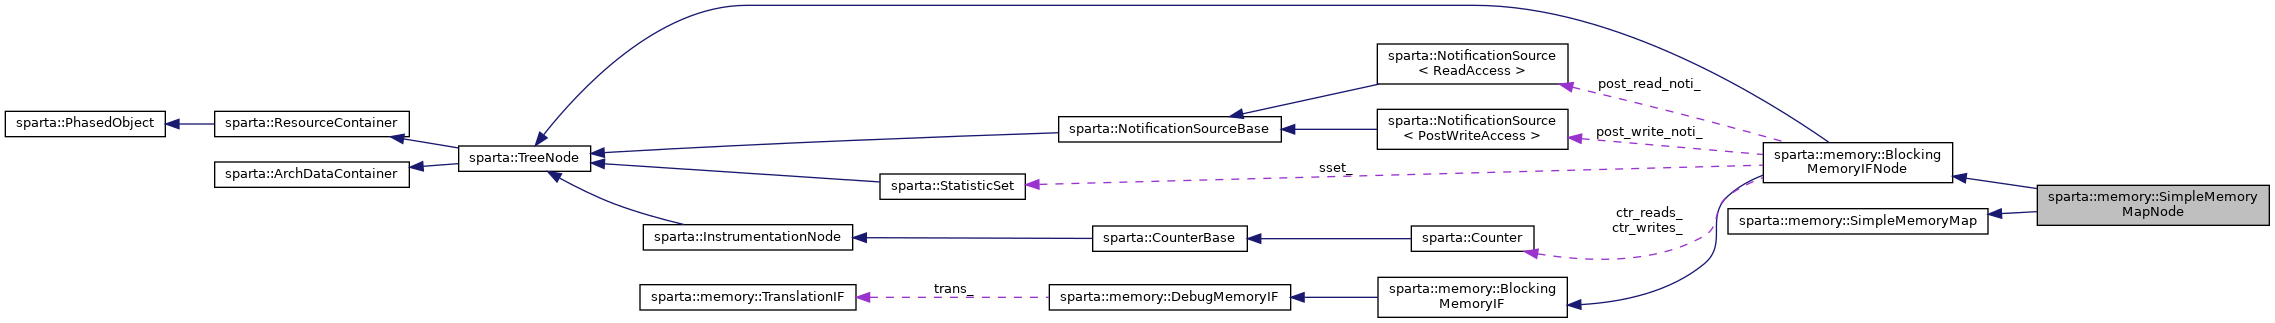 sparta::NotificationSource
< ReadAccess >
post_read_noti_
sparta::PhasedObject
sparta::ResourceContainer
sparta::NotificationSourceBase
sparta::NotificationSource
< PostWriteAccess >
post_write_noti_
sparta::TreeNode
sparta::memory::Blocking
MemoryIFNode
sparta::ArchDataContainer
sset_
sparta::StatisticSet
sparta::memory::SimpleMemory
MapNode
ctr_reads_
ctr_writes_
sparta::memory::SimpleMemoryMap
sparta::InstrumentationNode
sparta::CounterBase
sparta::Counter
sparta::memory::TranslationIF
trans_
sparta::memory::DebugMemoryIF
sparta::memory::Blocking
MemoryIF